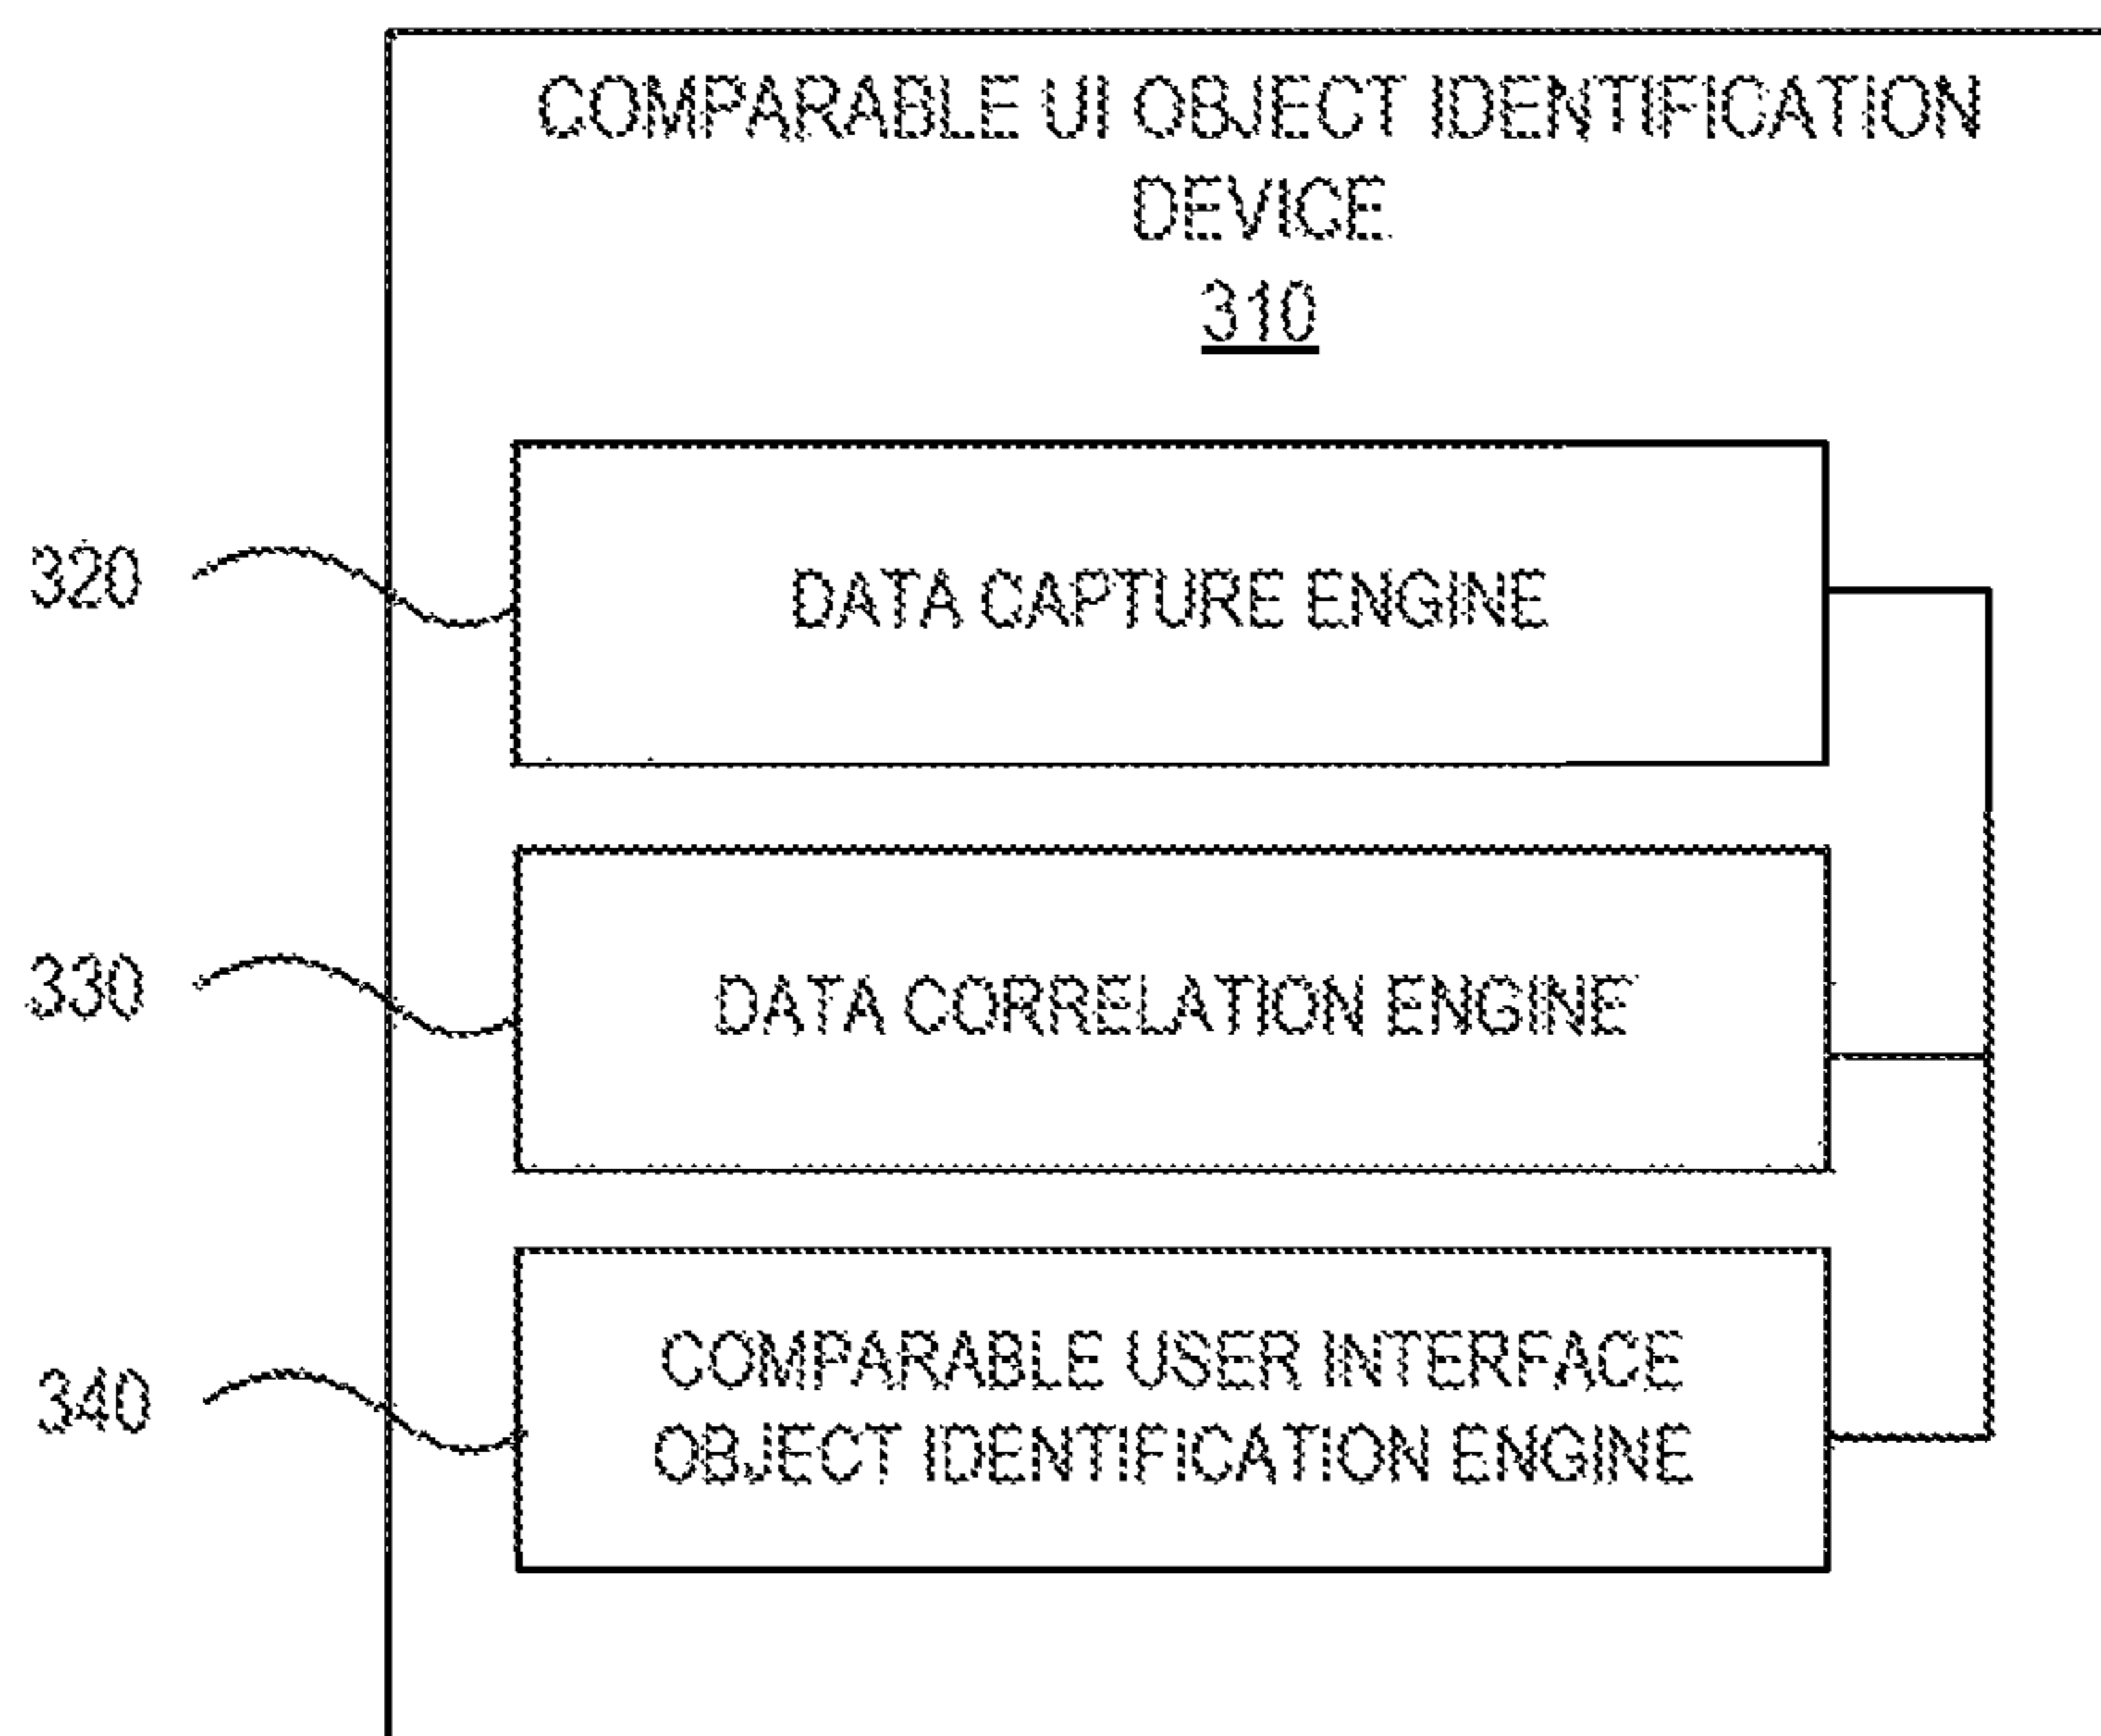 COMPARABLE UI OBJECT IDENTIFICATION
DEVICE
310
320
DATA CAPTURE ENGINE
330
DATA CORRELATION ENGINE
340
COMPARABLE USER INTERFACE
OBJECT IDENTIFICATION ENGINE